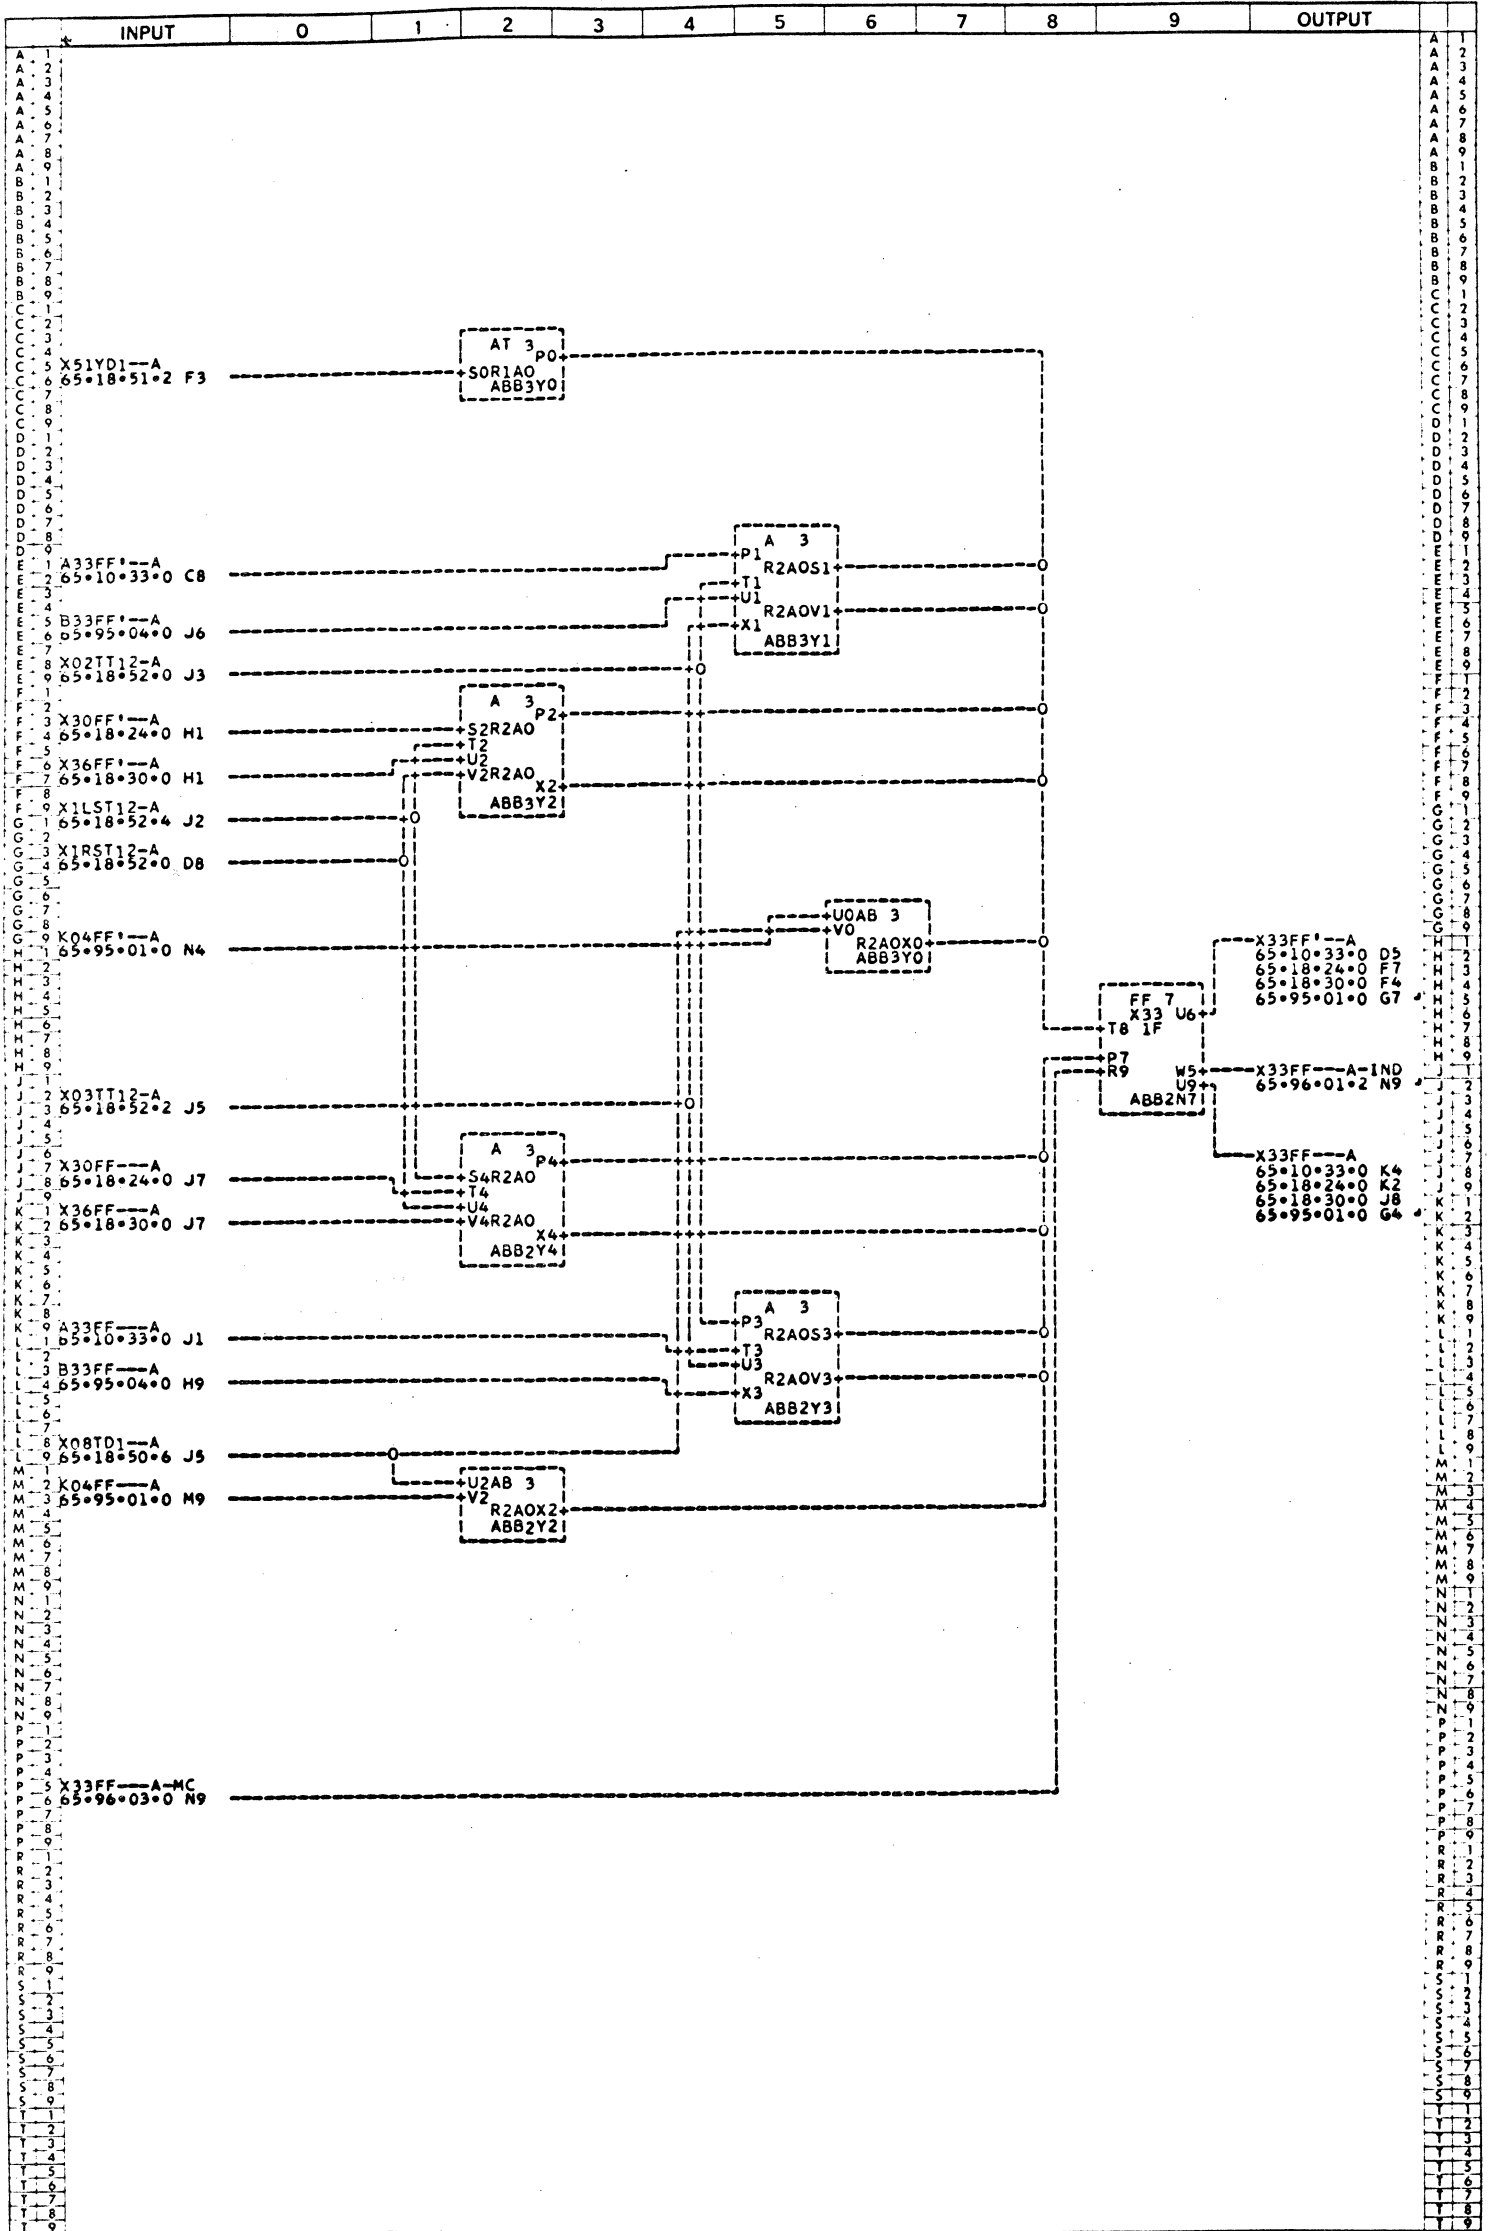 INPUT 0 1 2 3 4 5 6 7 8 9 OUTPUT
AT 3
P0
X51YD1--A
65•18•51•2 F3
S0R1A0
ABB3Y0
A 3
P1
A33FF'--A
65•10•33•0 C8
R2A0S1
T1
U1
R2A0V1
B33FF'--A
65•95•04•0 J6
X1
ABB3Y1
X02TT12-A
65•18•52•0 J3
A 3
P2
X30FF'--A
65•18•24•0 H1
S2R2A0
T2
U2
X36FF'--A
65•18•30•0 H1
V2R2A0
X2
ABB3Y2
X1LST12-A
65•18•52•4 J2
X1RST12-A
65•18•52•0 D8
U0AB 3
V0
K04FF'--A
65•95•01•0 N4
R2A0X0
ABB3Y0
X33FF'--A
65•10•33•0 D5
65•18•24•0 F7
65•18•30•0 F4
65•95•01•0 G7
FF 7
X33 U6
T8 1F
P7
R9 W5
U9
ABB2N7
X33FF---A-IND
65•96•01•2 N9
X03TT12-A
65•18•52•2 J5
A 3
P4
X30FF---A
65•18•24•0 J7
S4R2A0
T4
U4
X36FF---A
65•18•30•0 J7
V4R2A0
X4
ABB2Y4
X33FF---A
65•10•33•0 K4
65•18•24•0 K2
65•18•30•0 J8
65•95•01•0 G4
A 3
P3
A33FF---A
65•10•33•0 J1
R2A0S3
T3
U3
B33FF---A
65•95•04•0 H9
R2A0V3
X3
ABB2Y3
X08TD1--A
65•18•50•6 J5
U2AB 3
K04FF---A
65•95•01•0 M9
V2
R2A0X2
ABB2Y2
X33FF---A-MC
65•96•03•0 N9